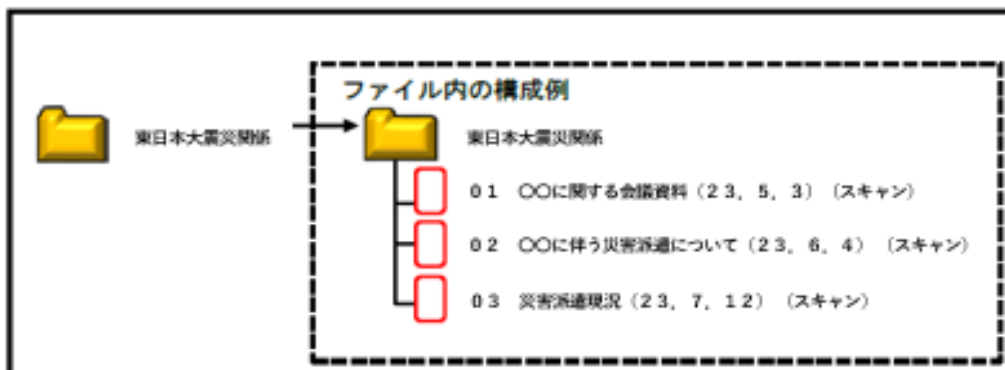 ファイル内の構成例
東日本大震災関係
東日本大震災関係
01 〇〇に関する会議資料(23,5,3)(スキャン)
02 〇〇に伴う災害派遣について(23,6,4)(スキャン)
03 災害派遣現況(23,7,12)(スキャン)